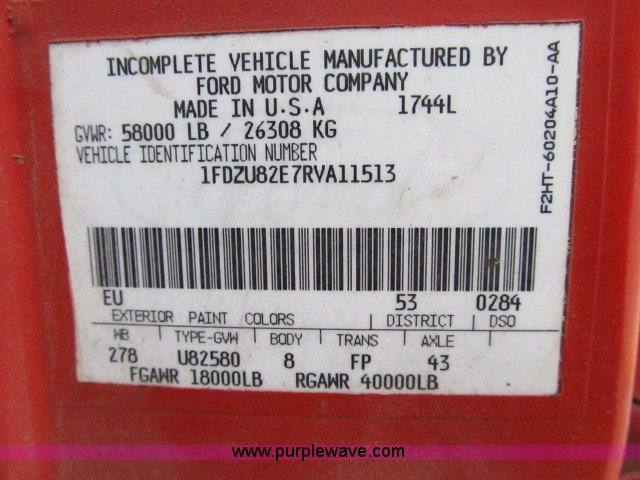 INCOMPLETE VEHICLE MANUFACTURED BY
FORD MOTOR COMPANY
MADE IN U.S.A 1744L
GVWR: 58000 LB / 26308 KG
VEHICLE IDENTIFICATION NUMBER
1FDZU82E7RVA11513
F2HT-60204A10-AA
EU 53 0284
EXTERIOR PAINT COLORS DISTRICT DSO
WB TYPE-GVW BODY TRANS AXLE
278 U82580 8 FP 43
FGAWR 18000LB RGAWR 40000LB
www.purplewave.com